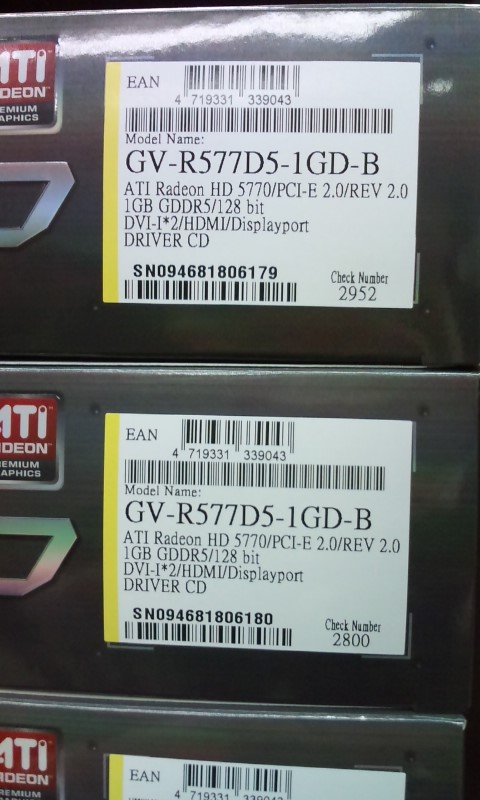 ATI
RADEON
PREMIUM
GRAPHICS
EAN
4 719331 339043
Model Name:
GV-R577D5-1GD-B
ATI Radeon HD 5770/PCI-E 2.0/REV 2.0
1GB GDDR5/128 bit
DVI-I*2/HDMI/Displayport
DRIVER CD
SN094681806179
Check Number
2952
ATI
RADEON
PREMIUM
GRAPHICS
EAN
4 719331 339043
Model Name:
GV-R577D5-1GD-B
ATI Radeon HD 5770/PCI-E 2.0/REV 2.0
1GB GDDR5/128 bit
DVI-I*2/HDMI/Displayport
DRIVER CD
SN094681806180
Check Number
2800
ATI
RADEON
PREMIUM
EAN
4 719331 339043